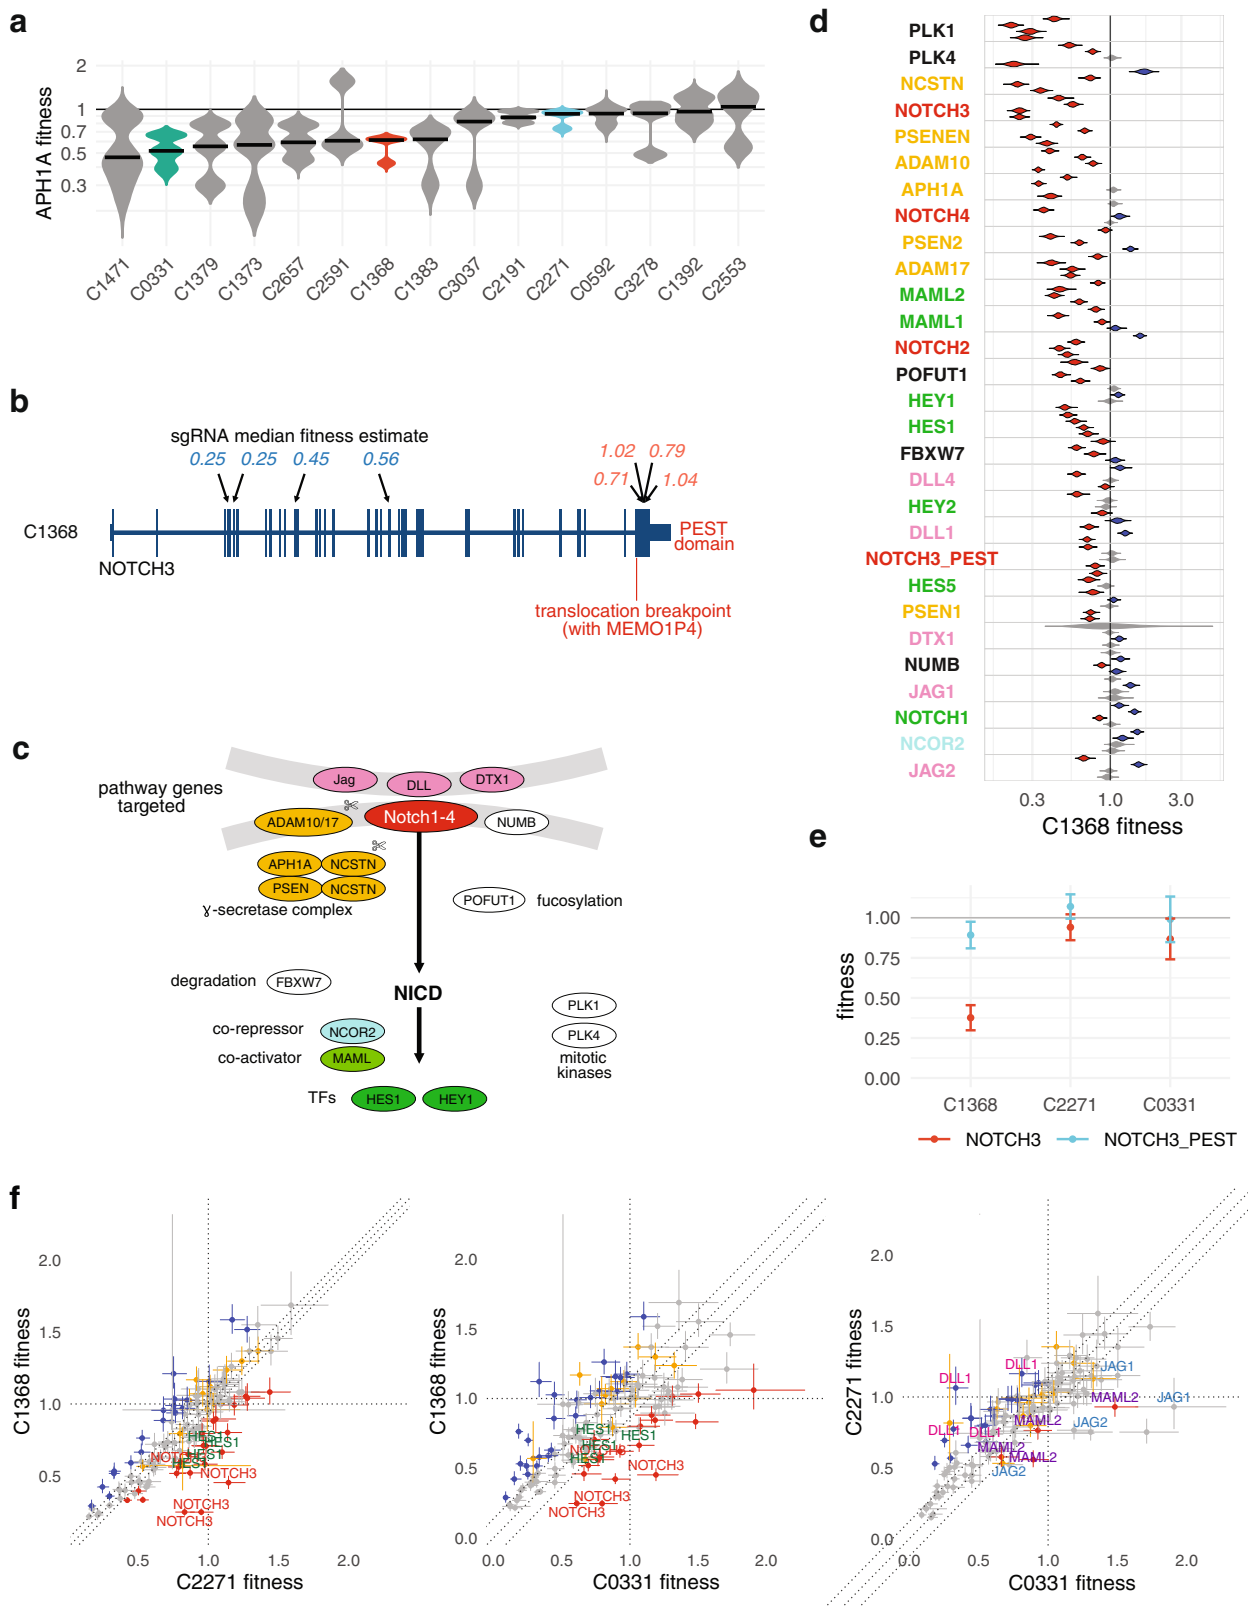 a
APH1A fitness
2
1
0.7
0.5
0.3
C1471
C0331
C1379
C1373
C2657
C2591
C1368
C1383
C3037
C2191
C2271
C0592
C3278
C1392
C2553
b
sgRNA median fitness estimate
0.25 0.25 0.45 0.56
1.02 0.79
0.71 1.04
C1368
NOTCH3
PEST
domain
translocation breakpoint
(with MEMO1P4)
c
pathway genes
targeted
Jag
DLL
DTX1
ADAM10/17
Notch1-4
NUMB
APH1A
NCSTN
PSEN
NCSTN
ɣ-secretase complex
POFUT1
fucosylation
degradation
FBXW7
NICD
co-repressor
NCOR2
co-activator
MAML
PLK1
PLK4
mitotic
kinases
TFs
HES1
HEY1
d
PLK1
PLK4
NCSTN
NOTCH3
PSENEN
ADAM10
APH1A
NOTCH4
PSEN2
ADAM17
MAML2
MAML1
NOTCH2
POFUT1
HEY1
HES1
FBXW7
DLL4
HEY2
DLL1
NOTCH3_PEST
HES5
PSEN1
DTX1
NUMB
JAG1
NOTCH1
NCOR2
JAG2
0.3 1.0 3.0
C1368 fitness
e
fitness
1.00
0.75
0.50
0.25
0.00
C1368
C2271
C0331
NOTCH3
NOTCH3_PEST
f
C1368 fitness
2.0
1.5
1.0
0.5
HES1
HES1
HES1
HES1
NOTCH3
NOTCH3
NOTCH3
0.5 1.0 1.5 2.0
C2271 fitness
C1368 fitness
2.0
1.5
1.0
0.5
0.0
HES1
HES1
HES1
HES1
NOTCH3
NOTCH3
NOTCH3
NOTCH3
0.0 0.5 1.0 1.5 2.0
C0331 fitness
C2271 fitness
2.0
1.5
1.0
0.5
0.0
DLL1
DLL1
JAG1
MAML2
JAG1
MAML2
JAG2
DLL1
DLL1
MAML2
MAML2
JAG2
0.0 0.5 1.0 1.5 2.0
C0331 fitness